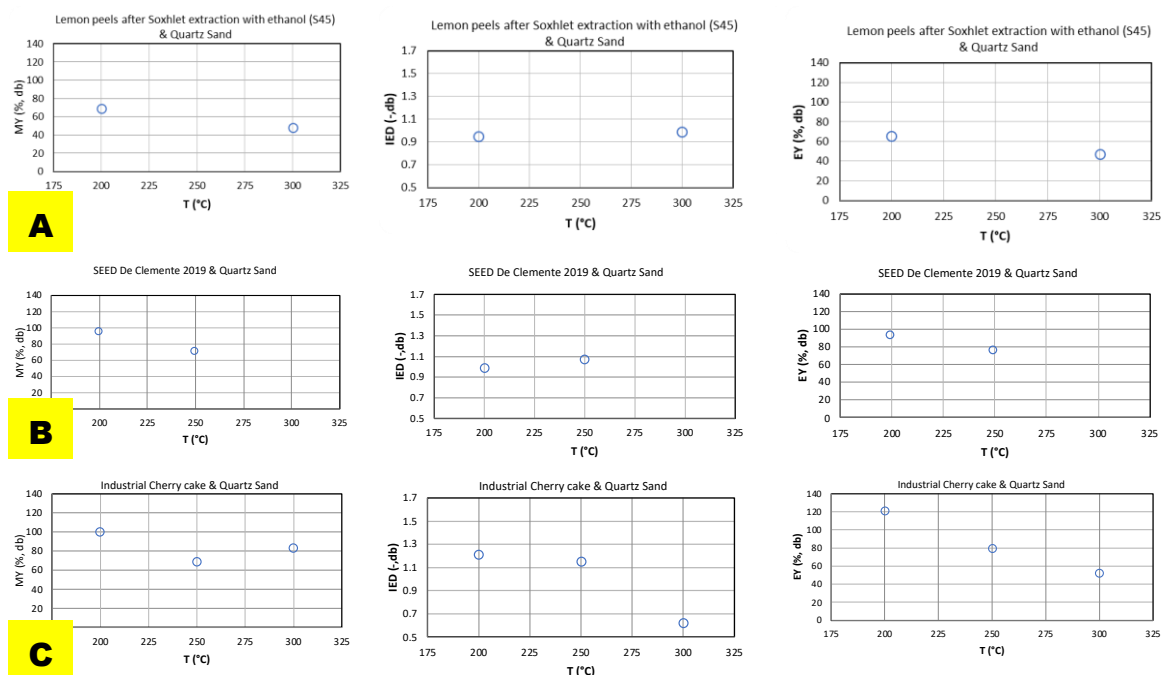 Lemon peels after Soxhlet extraction with ethanol (S45)
& Quartz Sand
140
120
100
80
60
40
20
0
MY (%, db)
175 200 225 250 275 300 325
T (°C)
A
Lemon peels after Soxhlet extraction with ethanol (S45)
& Quartz Sand
1.7
1.5
1.3
1.1
0.9
0.7
0.5
IED (-,db)
175 200 225 250 275 300 325
T (°C)
Lemon peels after Soxhlet extraction with ethanol (S45)
& Quartz Sand
140
120
100
80
60
40
20
0
EY (%, db)
175 200 225 250 275 300 325
T (°C)
SEED De Clemente 2019 & Quartz Sand
140
120
100
80
60
40
20
MY (%, db)
200 225 250 275 300 325
T (°C)
B
SEED De Clemente 2019 & Quartz Sand
1.7
1.5
1.3
1.1
0.9
0.7
0.5
IED (-,db)
175 200 225 250 275 300 325
T (°C)
SEED De Clemente 2019 & Quartz Sand
140
120
100
80
60
40
20
0
EY (%, db)
175 200 225 250 275 300 325
T (°C)
Industrial Cherry cake & Quartz Sand
140
120
100
80
60
40
20
MY (%, db)
200 225 250 275 300 325
T (°C)
C
Industrial Cherry cake & Quartz Sand
1.7
1.5
1.3
1.1
0.9
0.7
0.5
IED (-,db)
175 200 225 250 275 300 325
T (°C)
Industrial Cherry cake & Quartz Sand
140
120
100
80
60
40
20
0
EY (%, db)
175 200 225 250 275 300 325
T (°C)